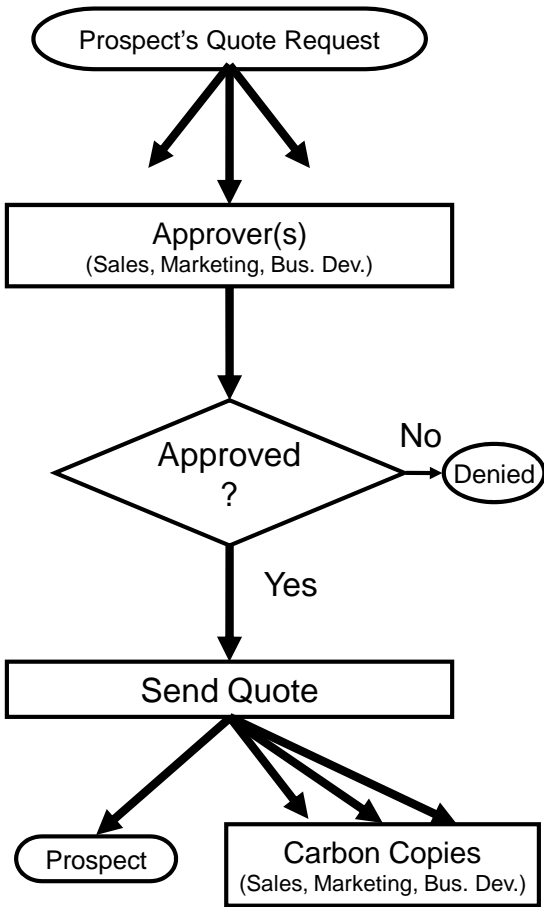 Prospect's Quote Request
Approver(s)
(Sales, Marketing, Bus. Dev.)
Approved
?
No
Denied
Yes
Send Quote
Prospect
Carbon Copies
(Sales, Marketing, Bus. Dev.)